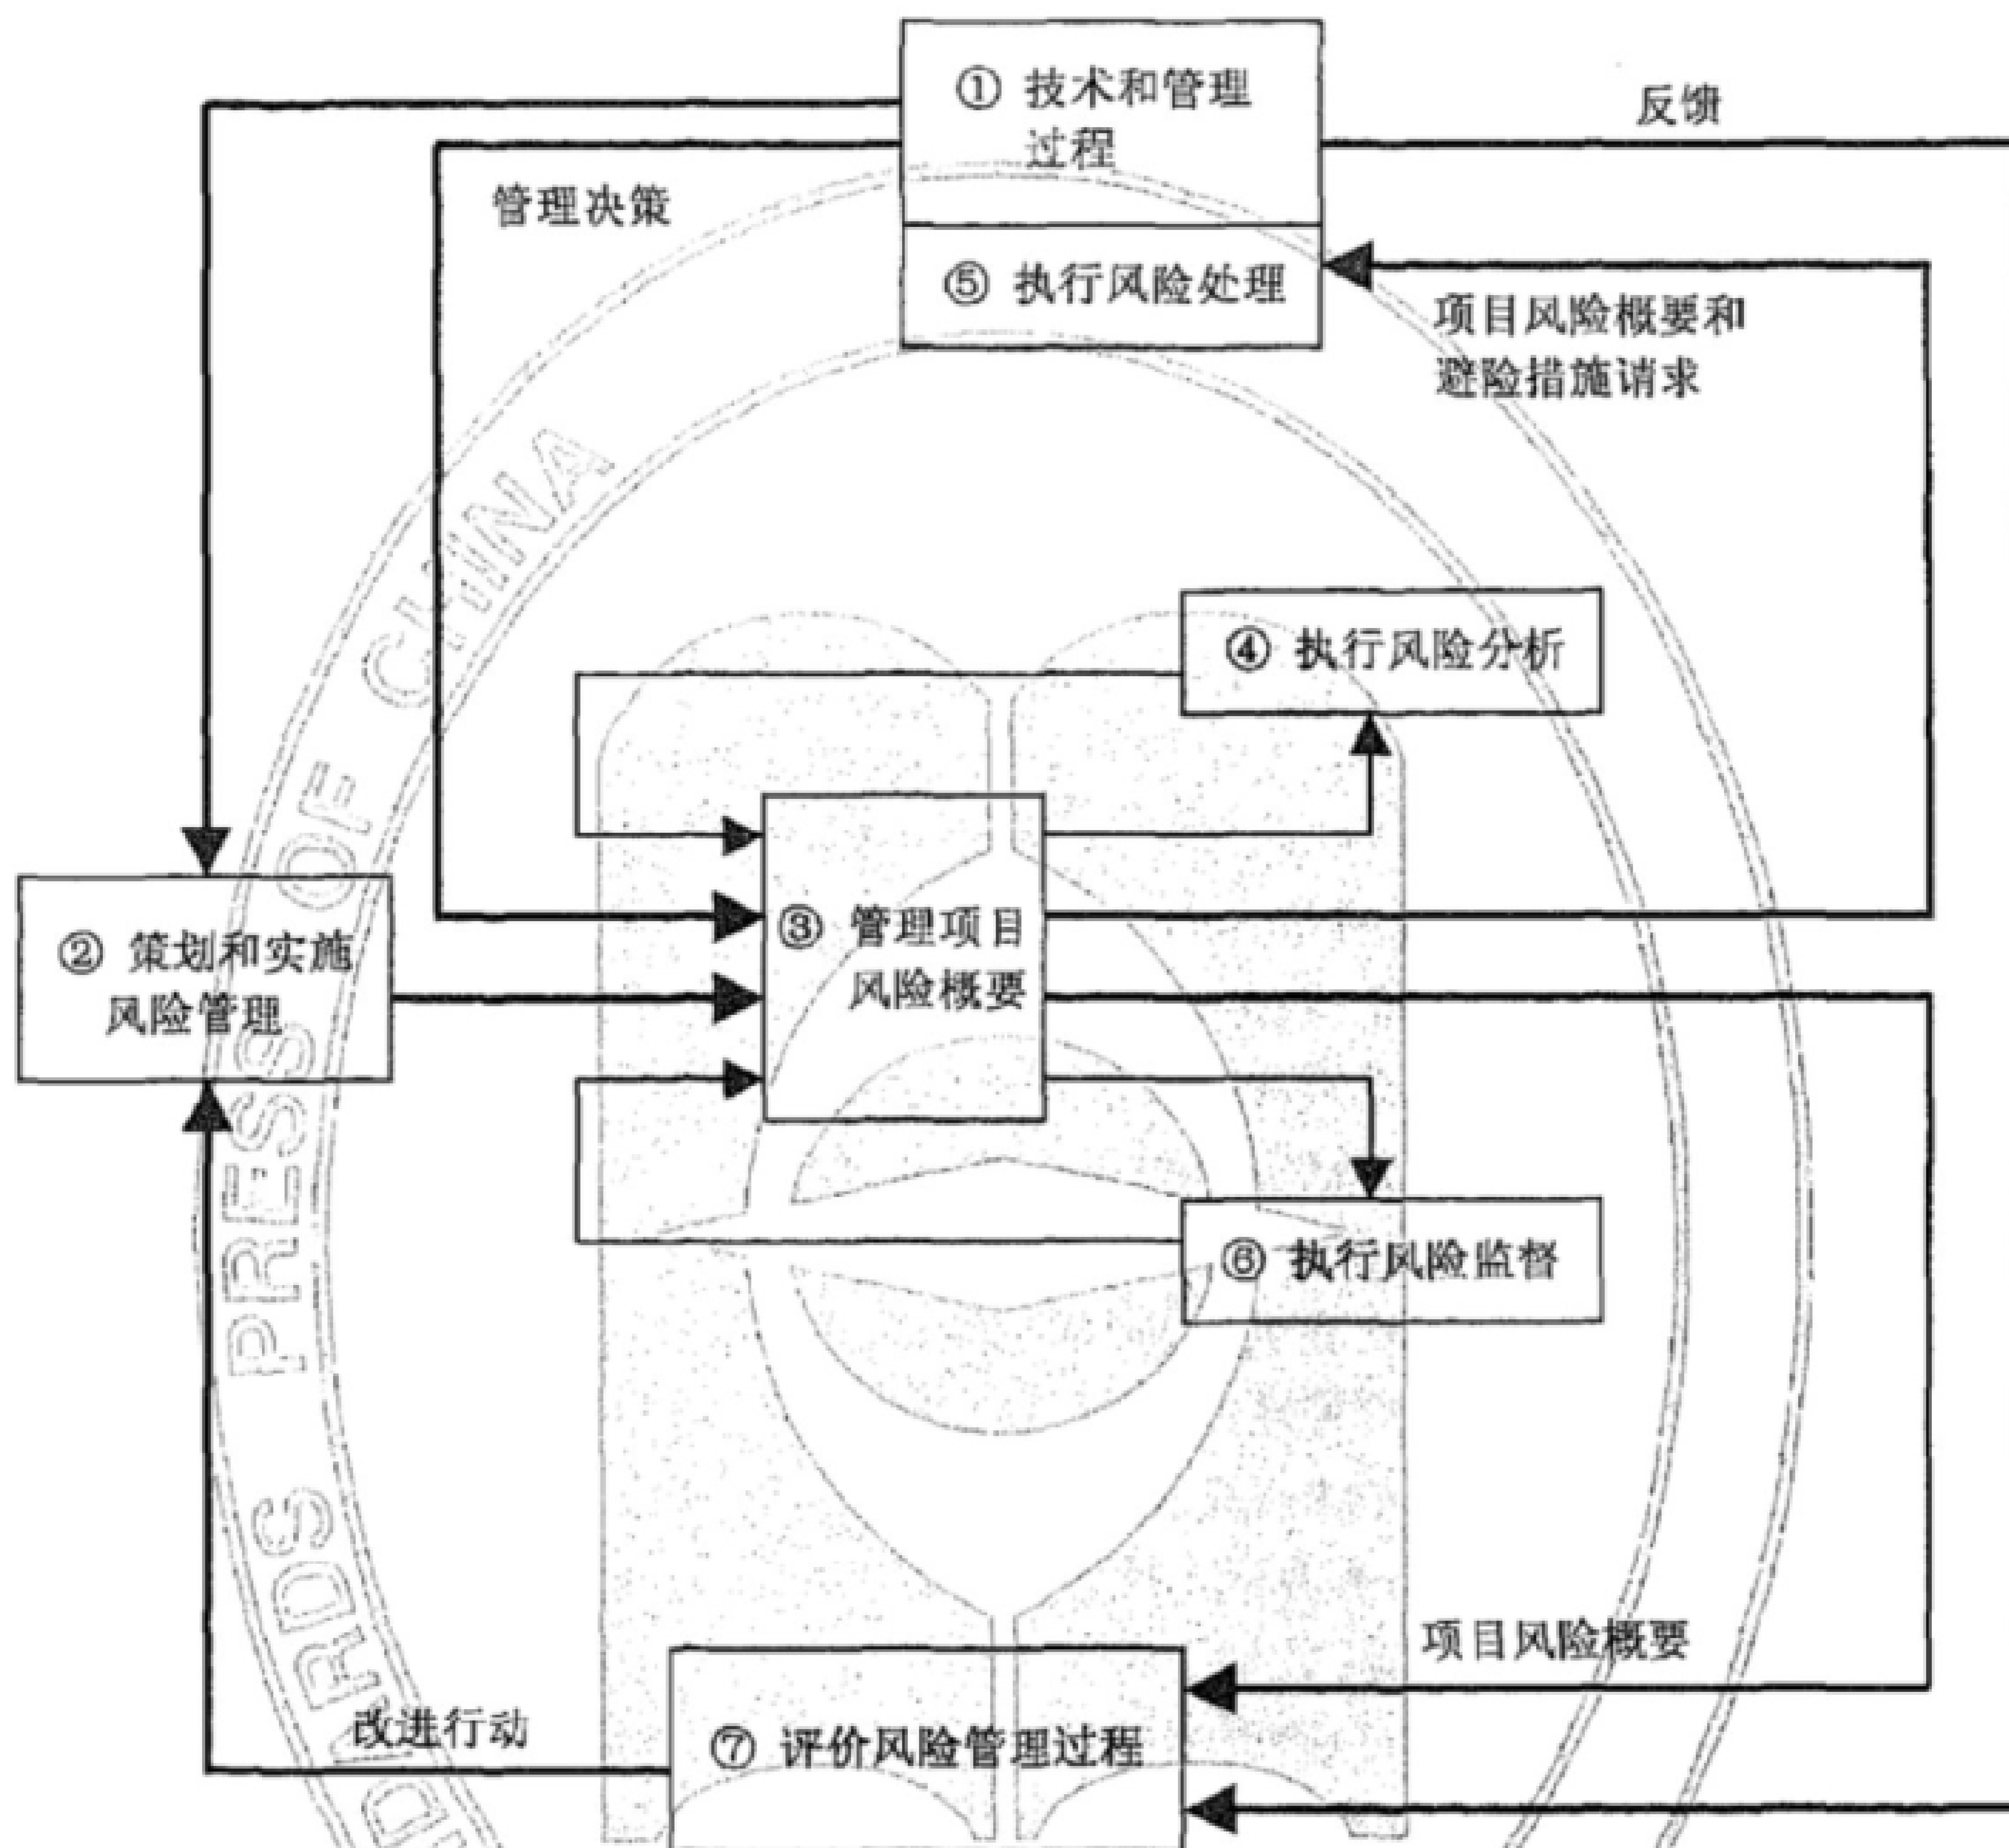 ① 技术和管理
过程
反馈
管理决策
⑤ 执行风险处理
项目风险概要和
避险措施请求
④ 执行风险分析
③ 管理项目
风险概要
② 策划和实施
风险管理
⑥ 执行风险监督
项目风险概要
改进行动
⑦ 评价风险管理过程
PRESS OF CHINA